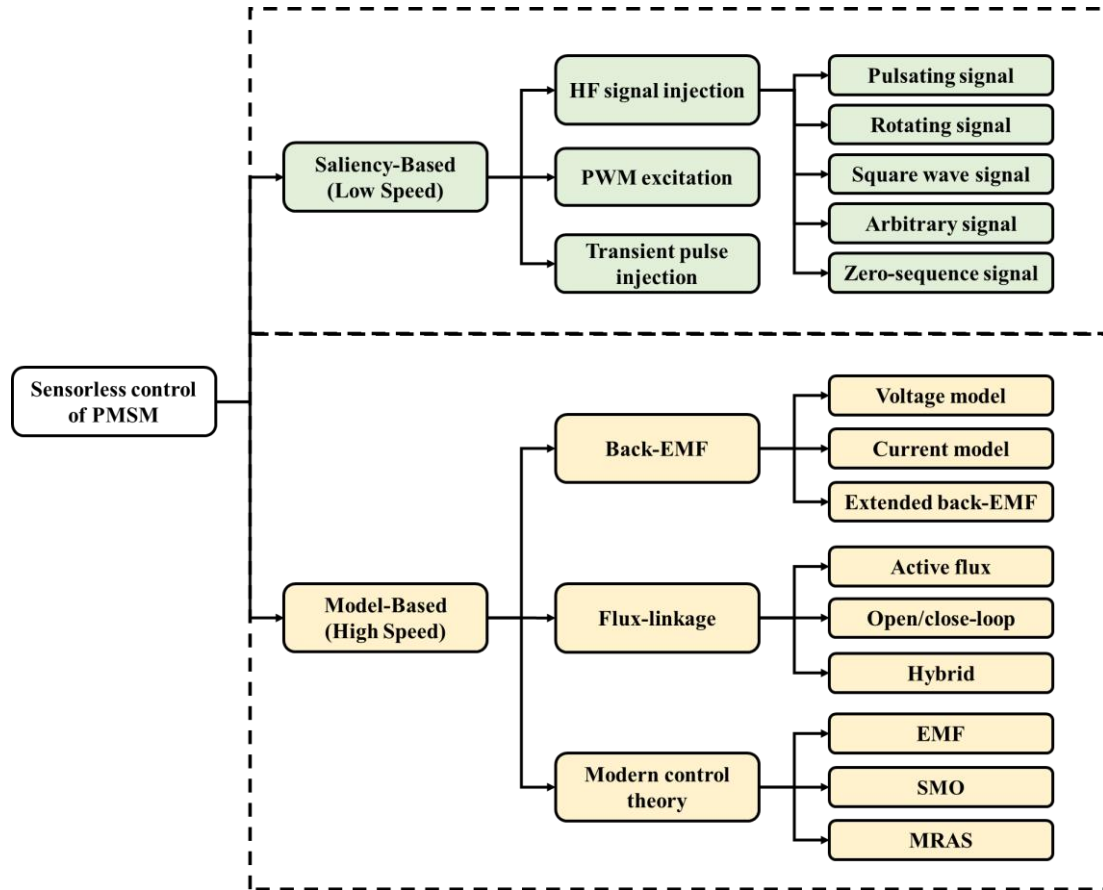 Sensorless control
of PMSM
Saliency-Based
(Low Speed)
HF signal injection
Pulsating signal
Rotating signal
Square wave signal
Arbitrary signal
Zero-sequence signal
PWM excitation
Transient pulse
injection
Model-Based
(High Speed)
Back-EMF
Voltage model
Current model
Extended back-EMF
Flux-linkage
Active flux
Open/close-loop
Hybrid
Modern control
theory
EMF
SMO
MRAS